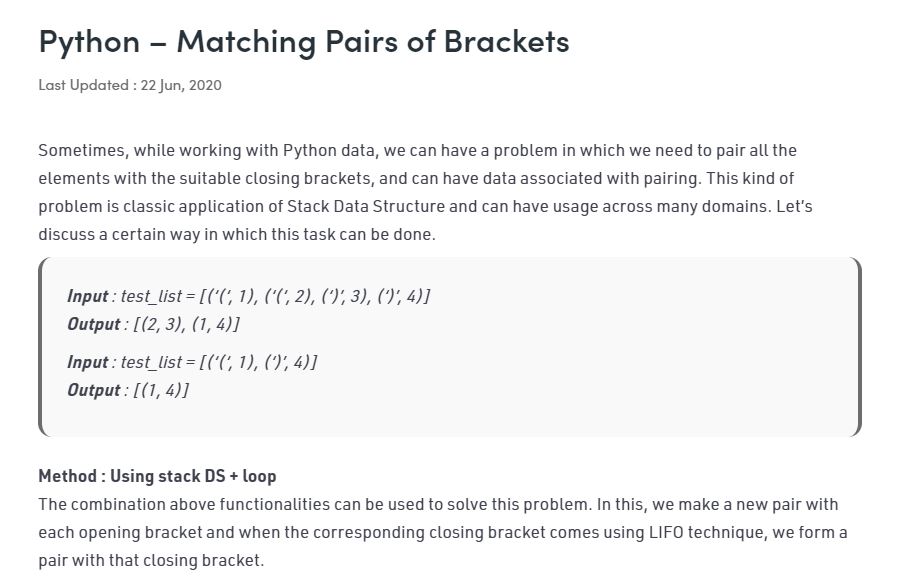 Python – Matching Pairs of Brackets
Last Updated : 22 Jun, 2020
Sometimes, while working with Python data, we can have a problem in which we need to pair all the
elements with the suitable closing brackets, and can have data associated with pairing. This kind of
problem is classic application of Stack Data Structure and can have usage across many domains. Let’s
discuss a certain way in which this task can be done.
Input : test_list = [(‘(‘, 1), (‘(‘, 2), (‘)’, 3), (‘)’, 4)]
Output : [(2, 3), (1, 4)]
Input : test_list = [(‘(‘, 1), (‘)’, 4)]
Output : [(1, 4)]
Method : Using stack DS + loop
The combination above functionalities can be used to solve this problem. In this, we make a new pair with
each opening bracket and when the corresponding closing bracket comes using LIFO technique, we form a
pair with that closing bracket.